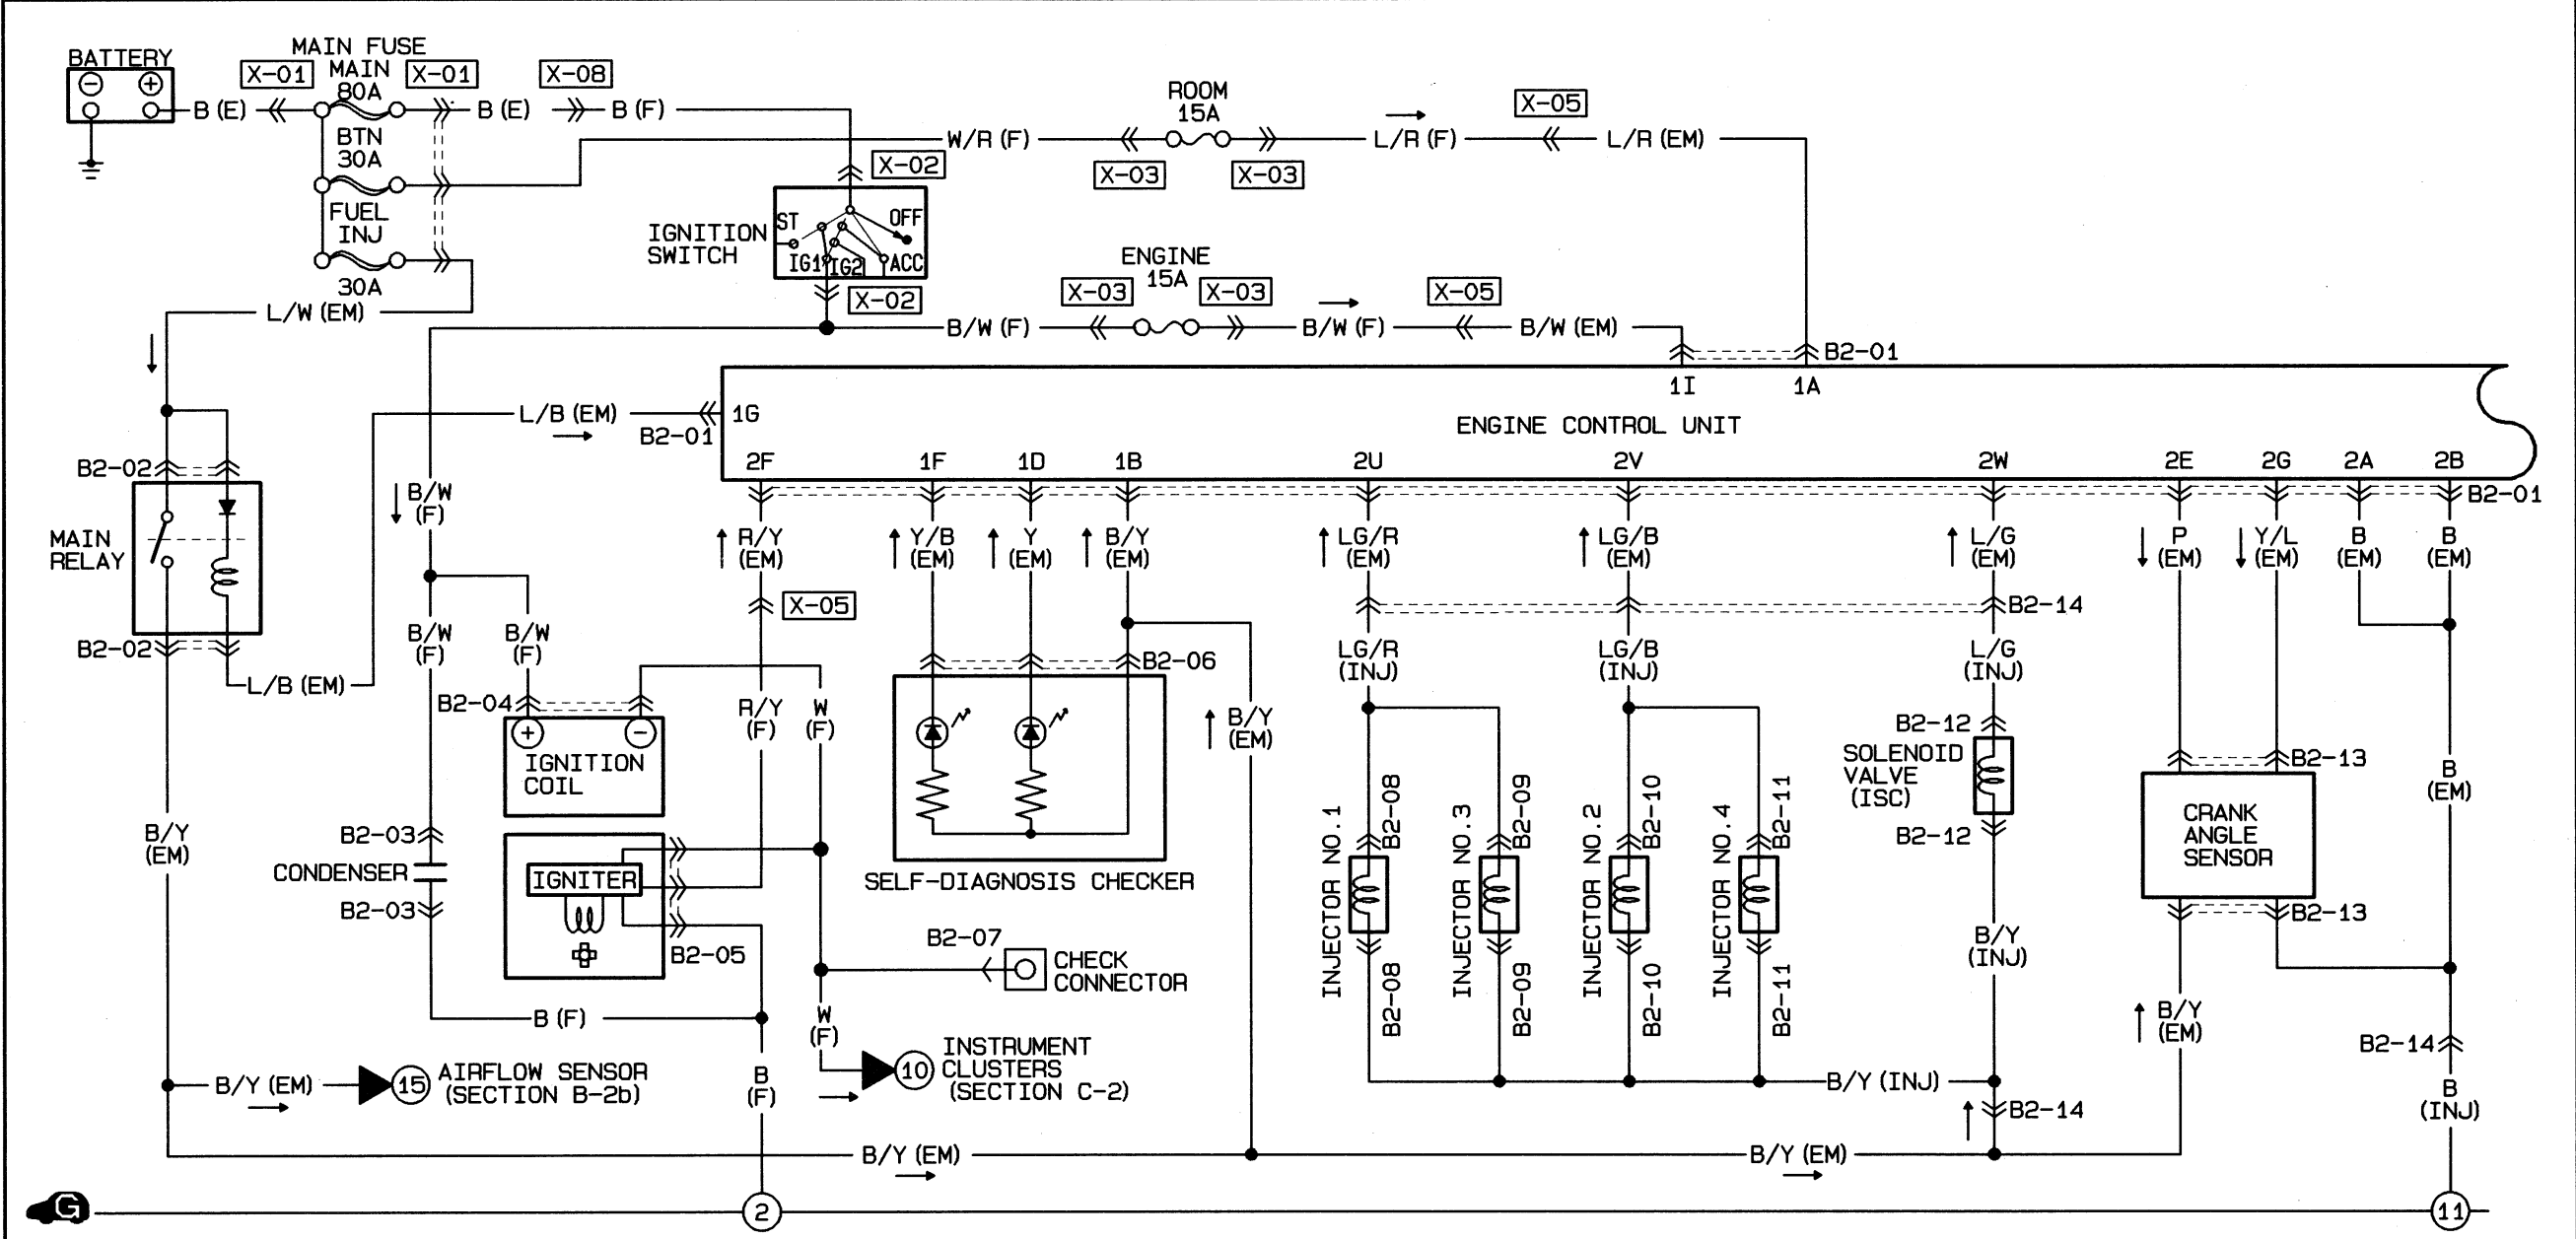 BATTERY
MAIN FUSE
MAIN
80A
X-01
X-01
X-08
B (E)
B (E)
B (F)
BTN
30A
FUEL
INJ
30A
L/W (EM)
W/R (F)
ROOM
15A
X-03
X-03
L/R (F)
X-05
L/R (EM)
X-02
IGNITION
SWITCH
ST
OFF
IG1
IG2
ACC
X-02
ENGINE
15A
X-03
X-03
X-05
B/W (F)
B/W (F)
B/W (EM)
B2-01
1I
1A
ENGINE CONTROL UNIT
L/B (EM)
B2-01
1G
2F
1F
1D
1B
2U
2V
2W
2E
2G
2A
2B
B2-01
B2-02
MAIN
RELAY
B2-02
L/B (EM)
B/W
(F)
R/Y
(EM)
Y/B
(EM)
Y
(EM)
B/Y
(EM)
LG/R
(EM)
LG/B
(EM)
L/G
(EM)
P
(EM)
Y/L
(EM)
B
(EM)
B
(EM)
X-05
B2-14
B/W
(F)
B/W
(F)
B2-06
LG/R
(INJ)
LG/B
(INJ)
L/G
(INJ)
B2-04
R/Y
(F)
W
(F)
B/Y
(EM)
IGNITION
COIL
B2-12
SOLENOID
VALVE
(ISC)
B2-12
B2-13
CRANK
ANGLE
SENSOR
B2-13
B
(EM)
B/Y
(EM)
B2-03
CONDENSER
B2-03
IGNITER
B2-05
SELF-DIAGNOSIS CHECKER
B2-07
CHECK
CONNECTOR
INJECTOR NO.1
B2-08
B2-08
INJECTOR NO.3
B2-09
B2-09
INJECTOR NO.2
B2-10
B2-10
INJECTOR NO.4
B2-11
B2-11
B/Y
(INJ)
B/Y
(EM)
B (F)
W
(F)
B2-14
B/Y (EM)
15
AIRFLOW SENSOR
(SECTION B-2b)
B
(F)
10
INSTRUMENT
CLUSTERS
(SECTION C-2)
B/Y (INJ)
B2-14
B
(INJ)
B/Y (EM)
B/Y (EM)
G
2
11